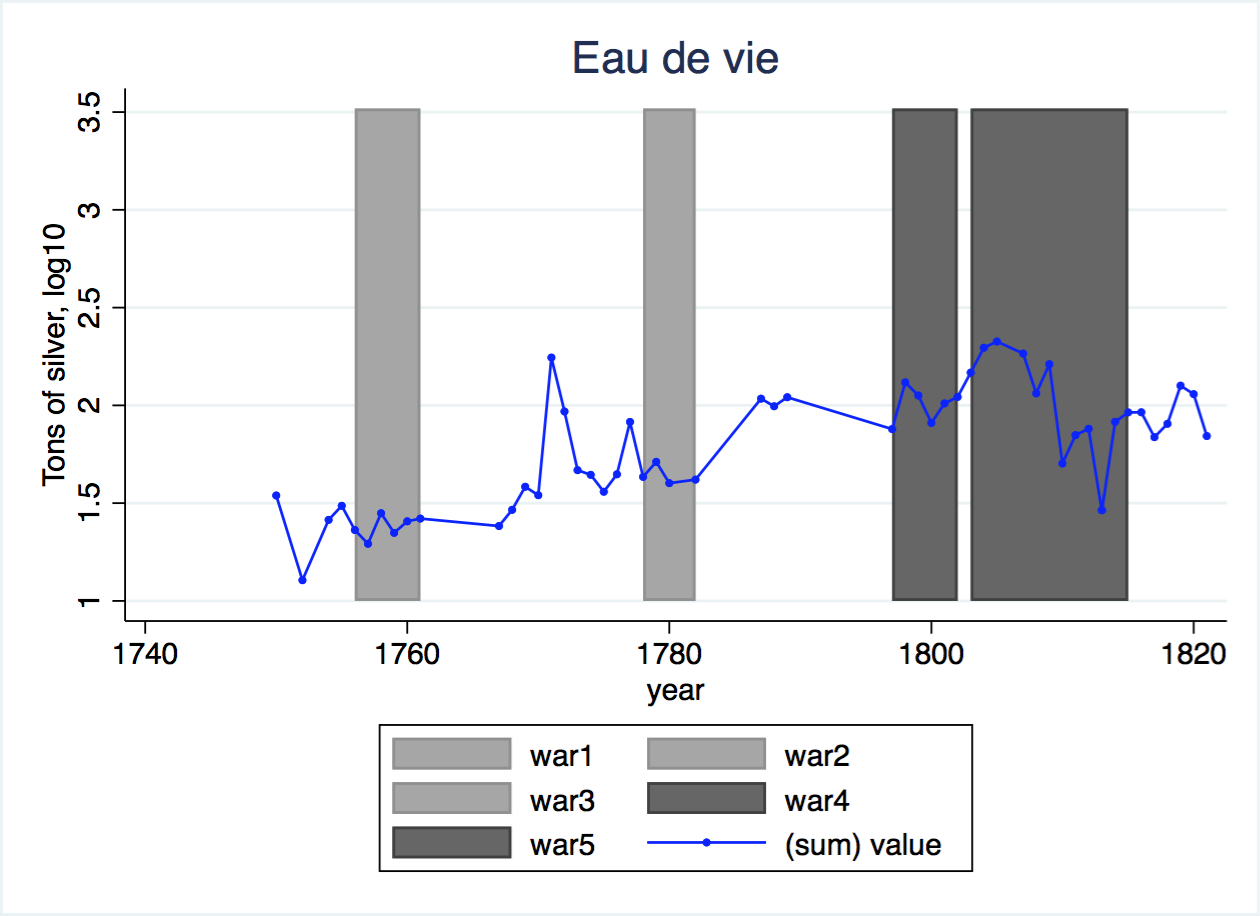 Eau de vie
Tons of silver, log10
3.5
3
2.5
2
1.5
1
1740 1760 1780 1800 1820
year
war1 war2
war3 war4
war5 (sum) value